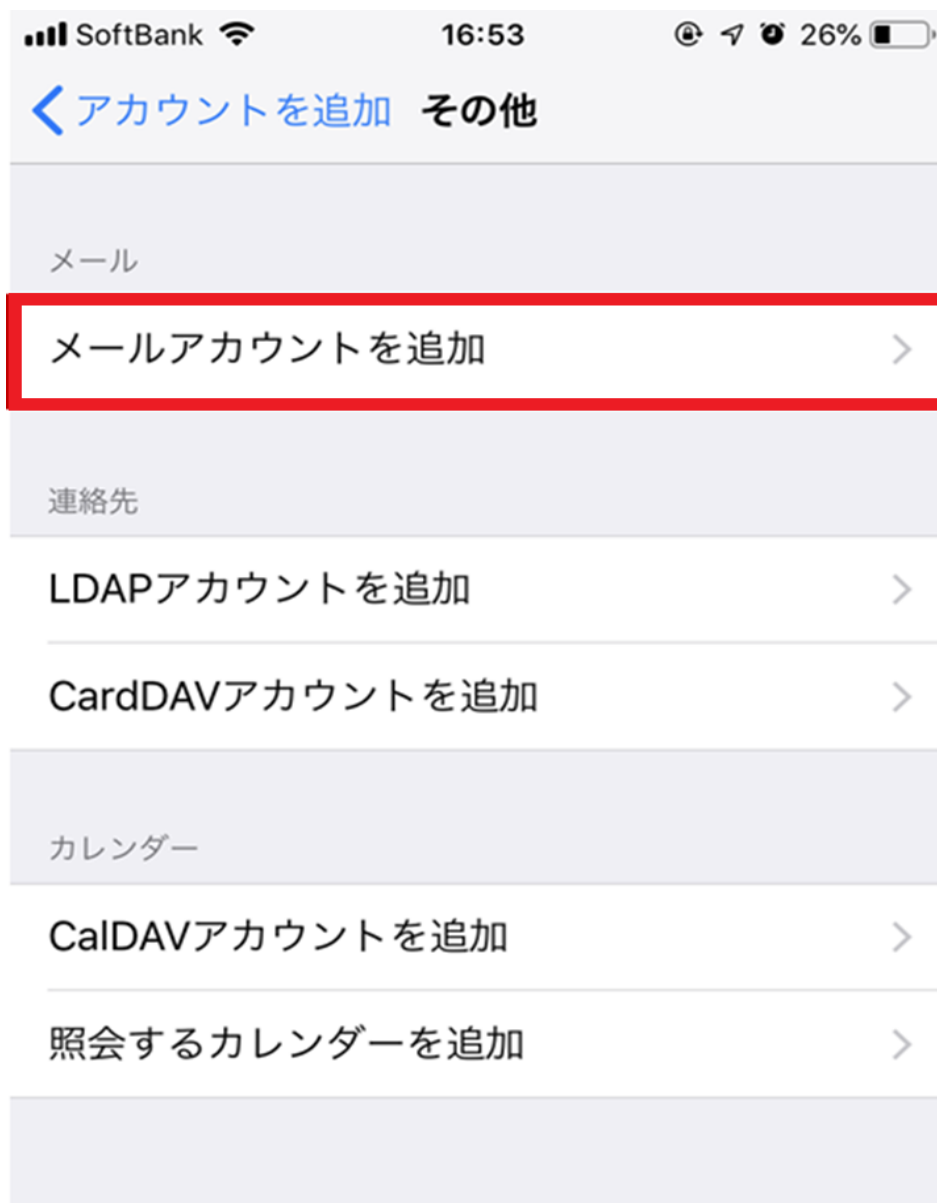 SoftBank 16:53 26%
アカウントを追加 その他
メール
メールアカウントを追加
連絡先
LDAPアカウントを追加
CardDAVアカウントを追加
カレンダー
CalDAVアカウントを追加
照会するカレンダーを追加